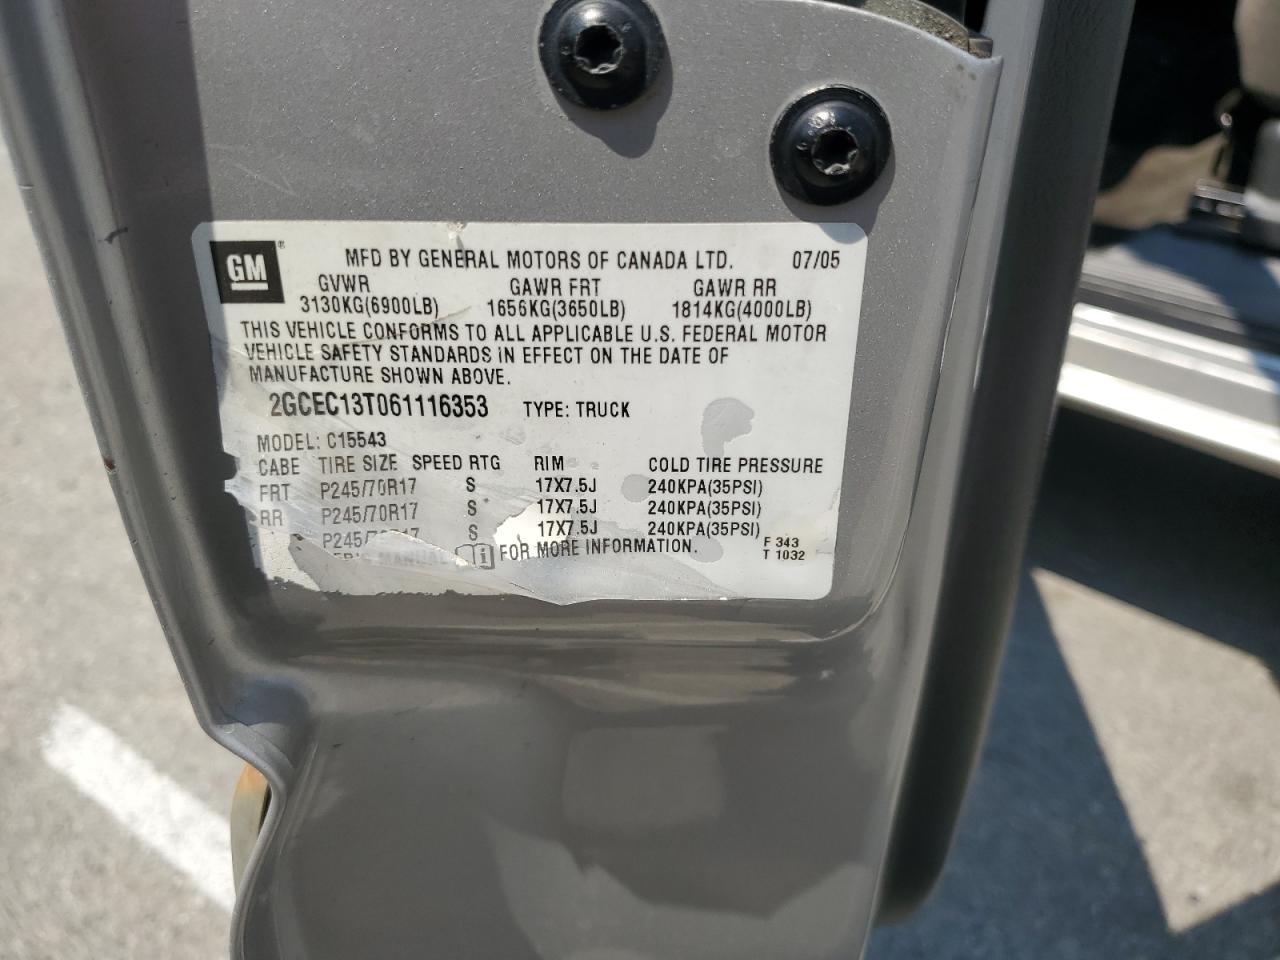 GM ® MFD BY GENERAL MOTORS OF CANADA LTD. 07/05
GVWR GAWR FRT GAWR RR
3130KG(6900LB) 1656KG(3650LB) 1814KG(4000LB)
THIS VEHICLE CONFORMS TO ALL APPLICABLE U.S. FEDERAL MOTOR
VEHICLE SAFETY STANDARDS IN EFFECT ON THE DATE OF
MANUFACTURE SHOWN ABOVE.
2GCEC13T061116353 TYPE: TRUCK
MODEL: C15543
CABE TIRE SIZE SPEED RTG RIM COLD TIRE PRESSURE
FRT P245/70R17 S 17X7.5J 240KPA(35PSI)
RR P245/70R17 S 17X7.5J 240KPA(35PSI)
P245/70R17 S 17X7.5J 240KPA(35PSI)
MANUAL FOR MORE INFORMATION. F 343
T 1032